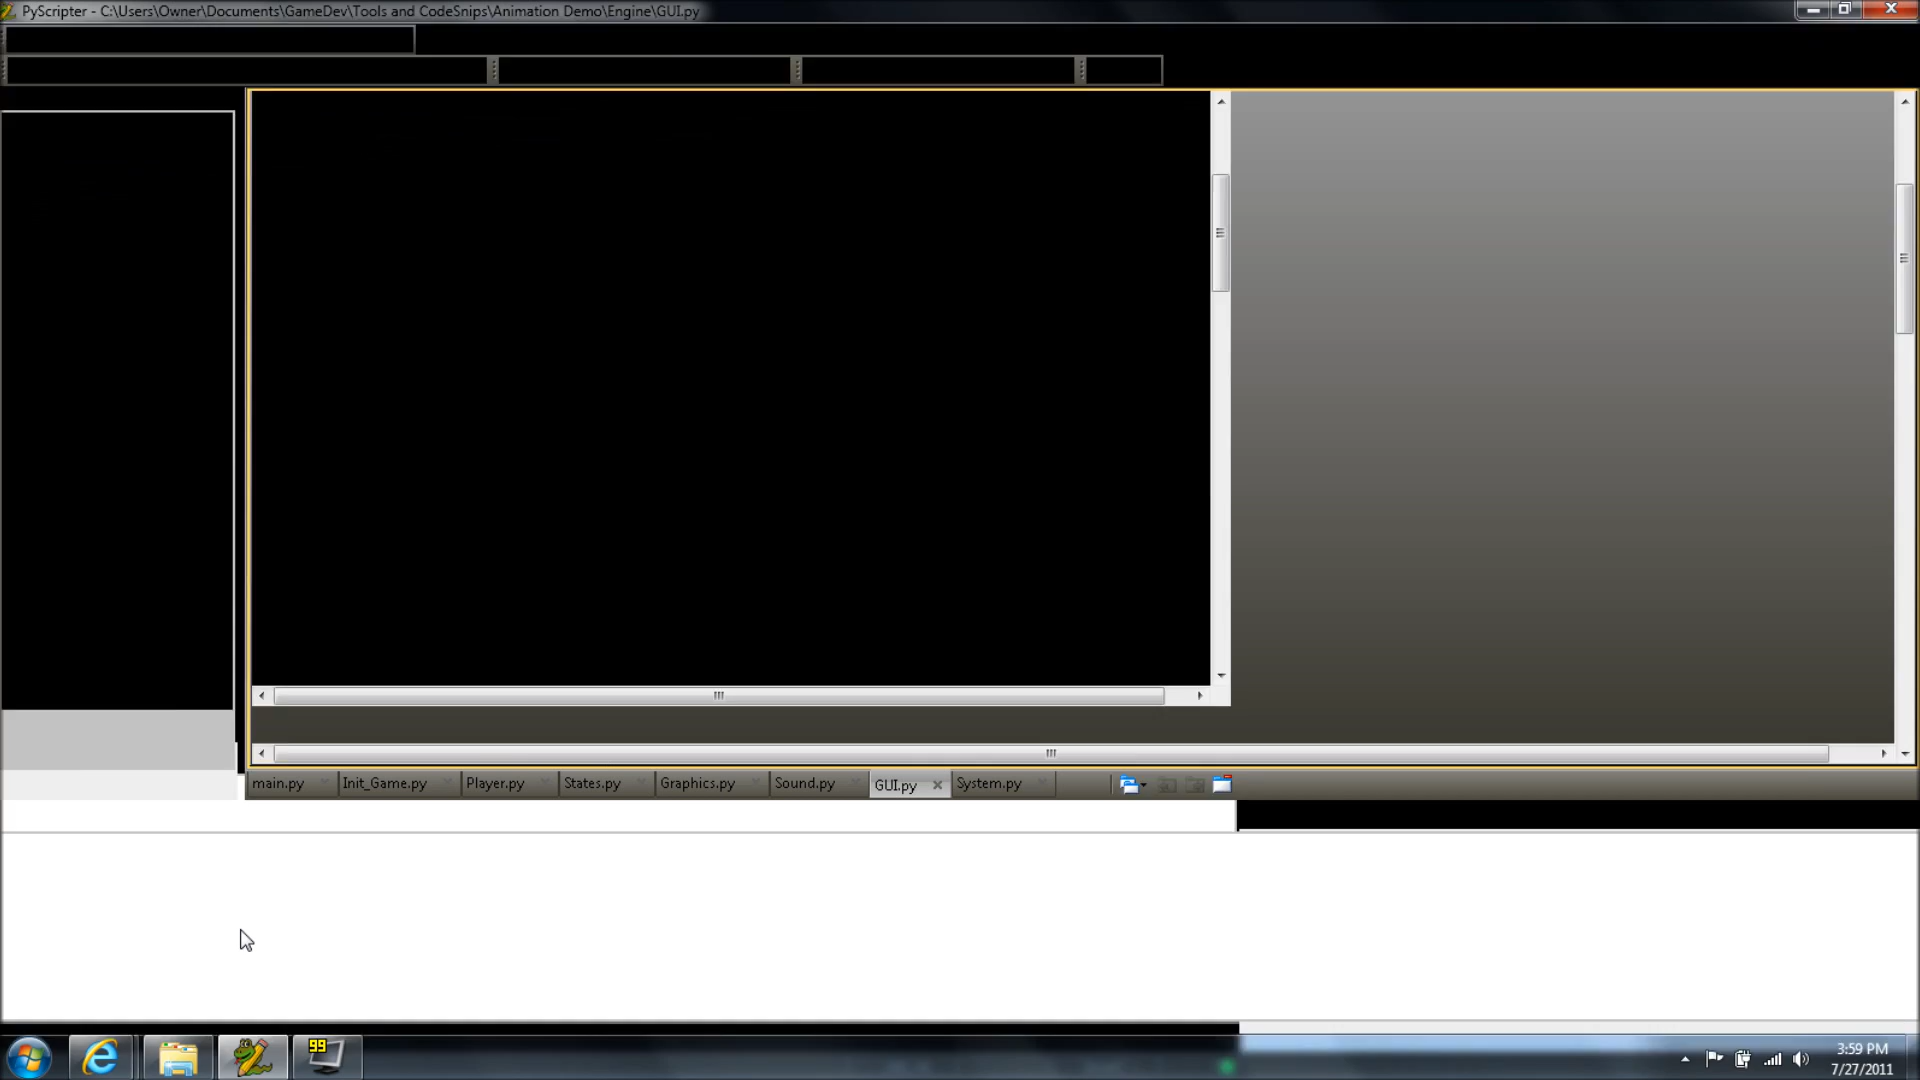 PyScripter - C:\Users\Owner\Documents\GameDev\Tools and CodeSnips\Animation Demo\Engine\GUI.py
main.py Init_Game.py Player.py States.py Graphics.py Sound.py GUI.py System.py
99
3:59 PM
7/27/2011